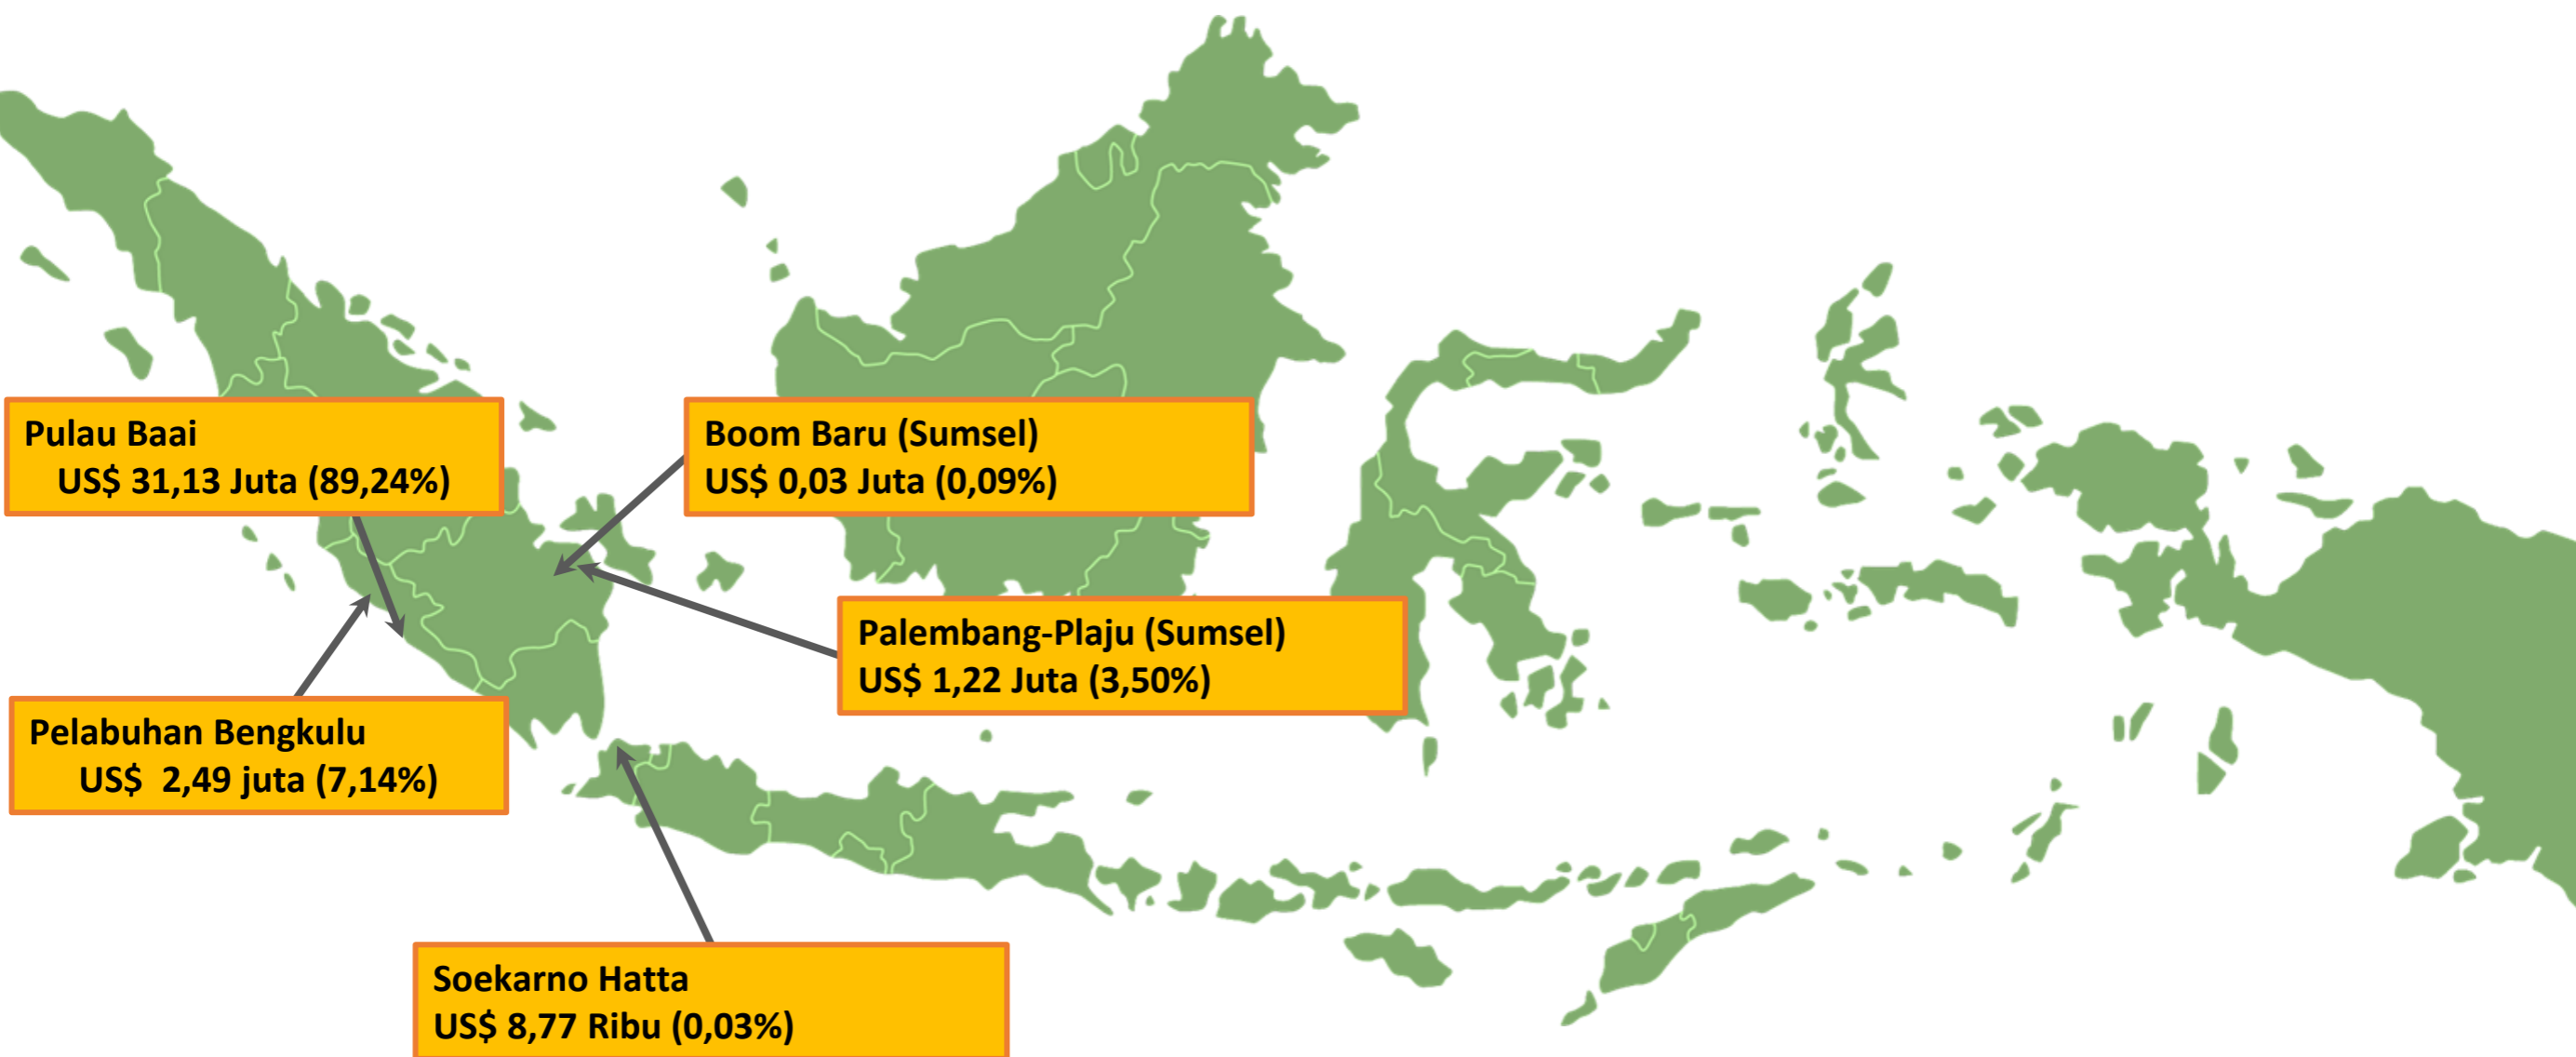 Pulau Baai
US$ 31,13 Juta (89,24%)
Boom Baru (Sumsel)
US$ 0,03 Juta (0,09%)
Palembang-Plaju (Sumsel)
US$ 1,22 Juta (3,50%)
Pelabuhan Bengkulu
US$ 2,49 juta (7,14%)
Soekarno Hatta
US$ 8,77 Ribu (0,03%)